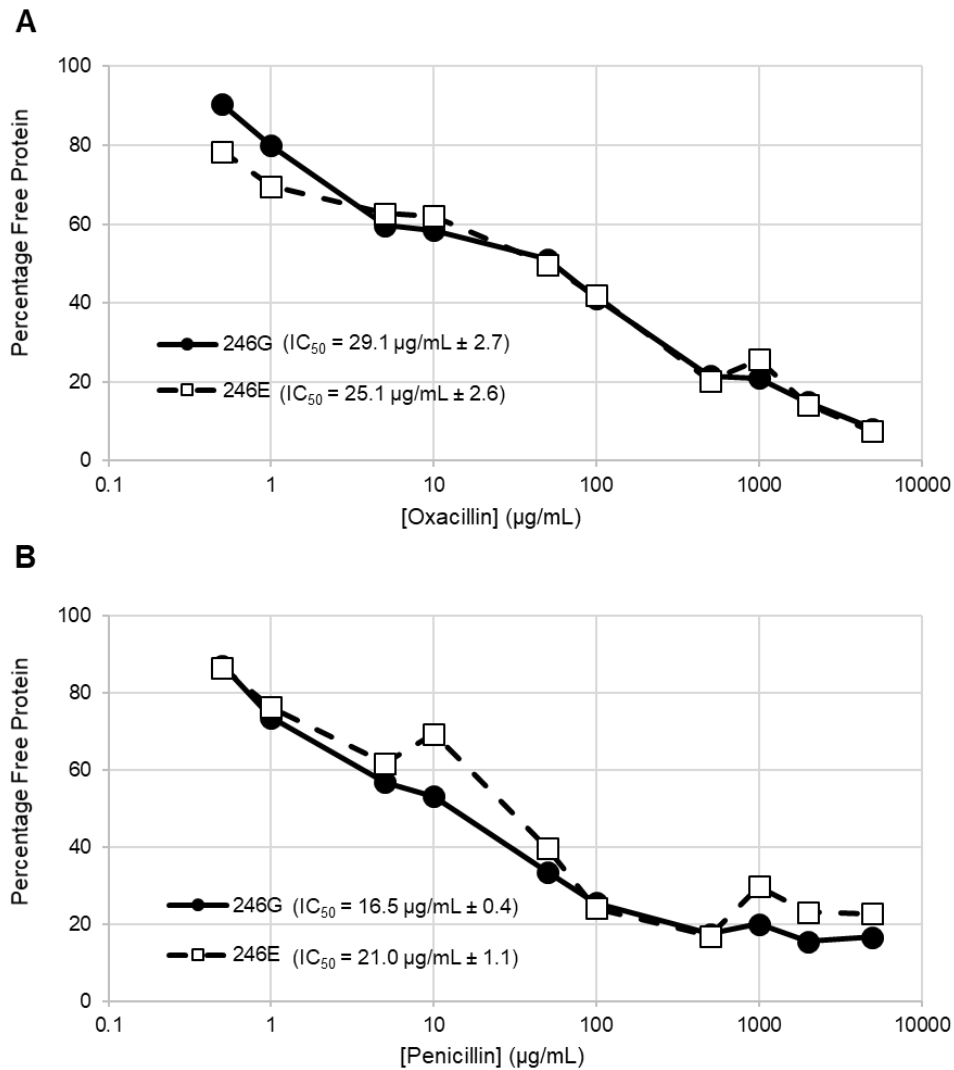 A
100
80
60
40
20
0
Percentage Free Protein
246G (IC₅₀ = 29.1 µg/mL ± 2.7)
246E (IC₅₀ = 25.1 µg/mL ± 2.6)
0.1 1 10 100 1000 10000
[Oxacillin] (µg/mL)
B
100
80
60
40
20
0
Percentage Free Protein
246G (IC₅₀ = 16.5 µg/mL ± 0.4)
246E (IC₅₀ = 21.0 µg/mL ± 1.1)
0.1 1 10 100 1000 10000
[Penicillin] (µg/mL)